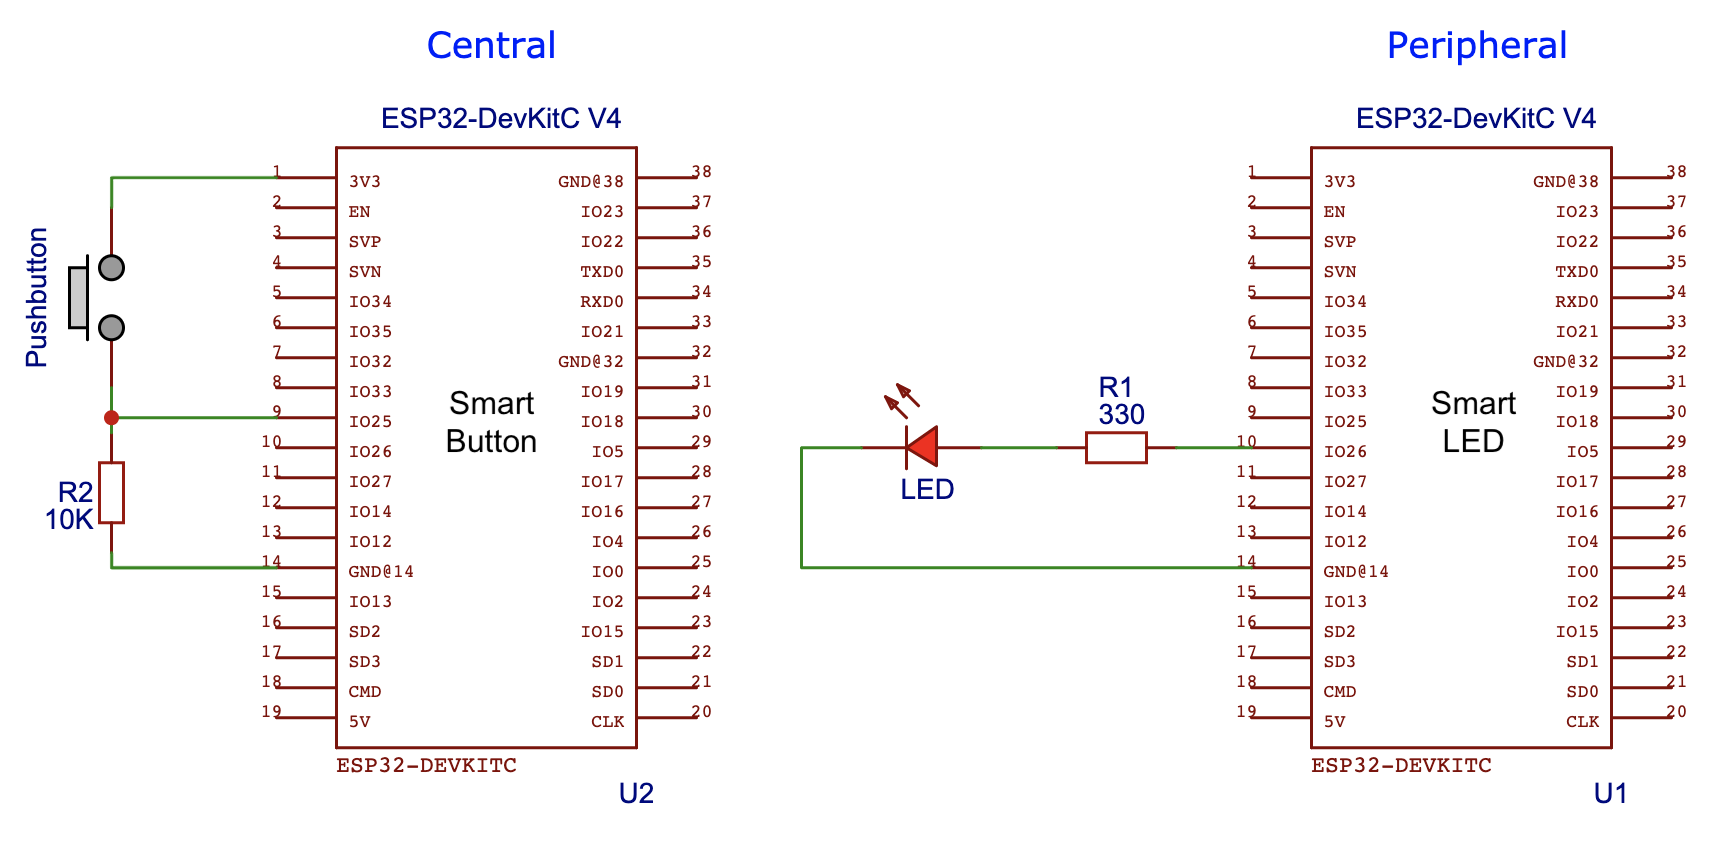 Central
Peripheral
ESP32-DevKitC V4
ESP32-DevKitC V4
Pushbutton
1 3V3 GND@38 38
2 EN IO23 37
3 SVP IO22 36
4 SVN TXD0 35
5 IO34 RXD0 34
6 IO35 IO21 33
7 IO32 GND@32 32
8 IO33 IO19 31
9 IO25 IO18 30
10 IO26 IO5 29
11 IO27 IO17 28
12 IO14 IO16 27
13 IO12 IO4 26
14 GND@14 IO0 25
15 IO13 IO2 24
16 SD2 IO15 23
17 SD3 SD1 22
18 CMD SD0 21
19 5V CLK 20
Smart
Button
R2
10K
ESP32-DEVKITC
U2
R1
330
LED
1 3V3 GND@38 38
2 EN IO23 37
3 SVP IO22 36
4 SVN TXD0 35
5 IO34 RXD0 34
6 IO35 IO21 33
7 IO32 GND@32 32
8 IO33 IO19 31
9 IO25 IO18 30
10 IO26 IO5 29
11 IO27 IO17 28
12 IO14 IO16 27
13 IO12 IO4 26
14 GND@14 IO0 25
15 IO13 IO2 24
16 SD2 IO15 23
17 SD3 SD1 22
18 CMD SD0 21
19 5V CLK 20
Smart
LED
ESP32-DEVKITC
U1